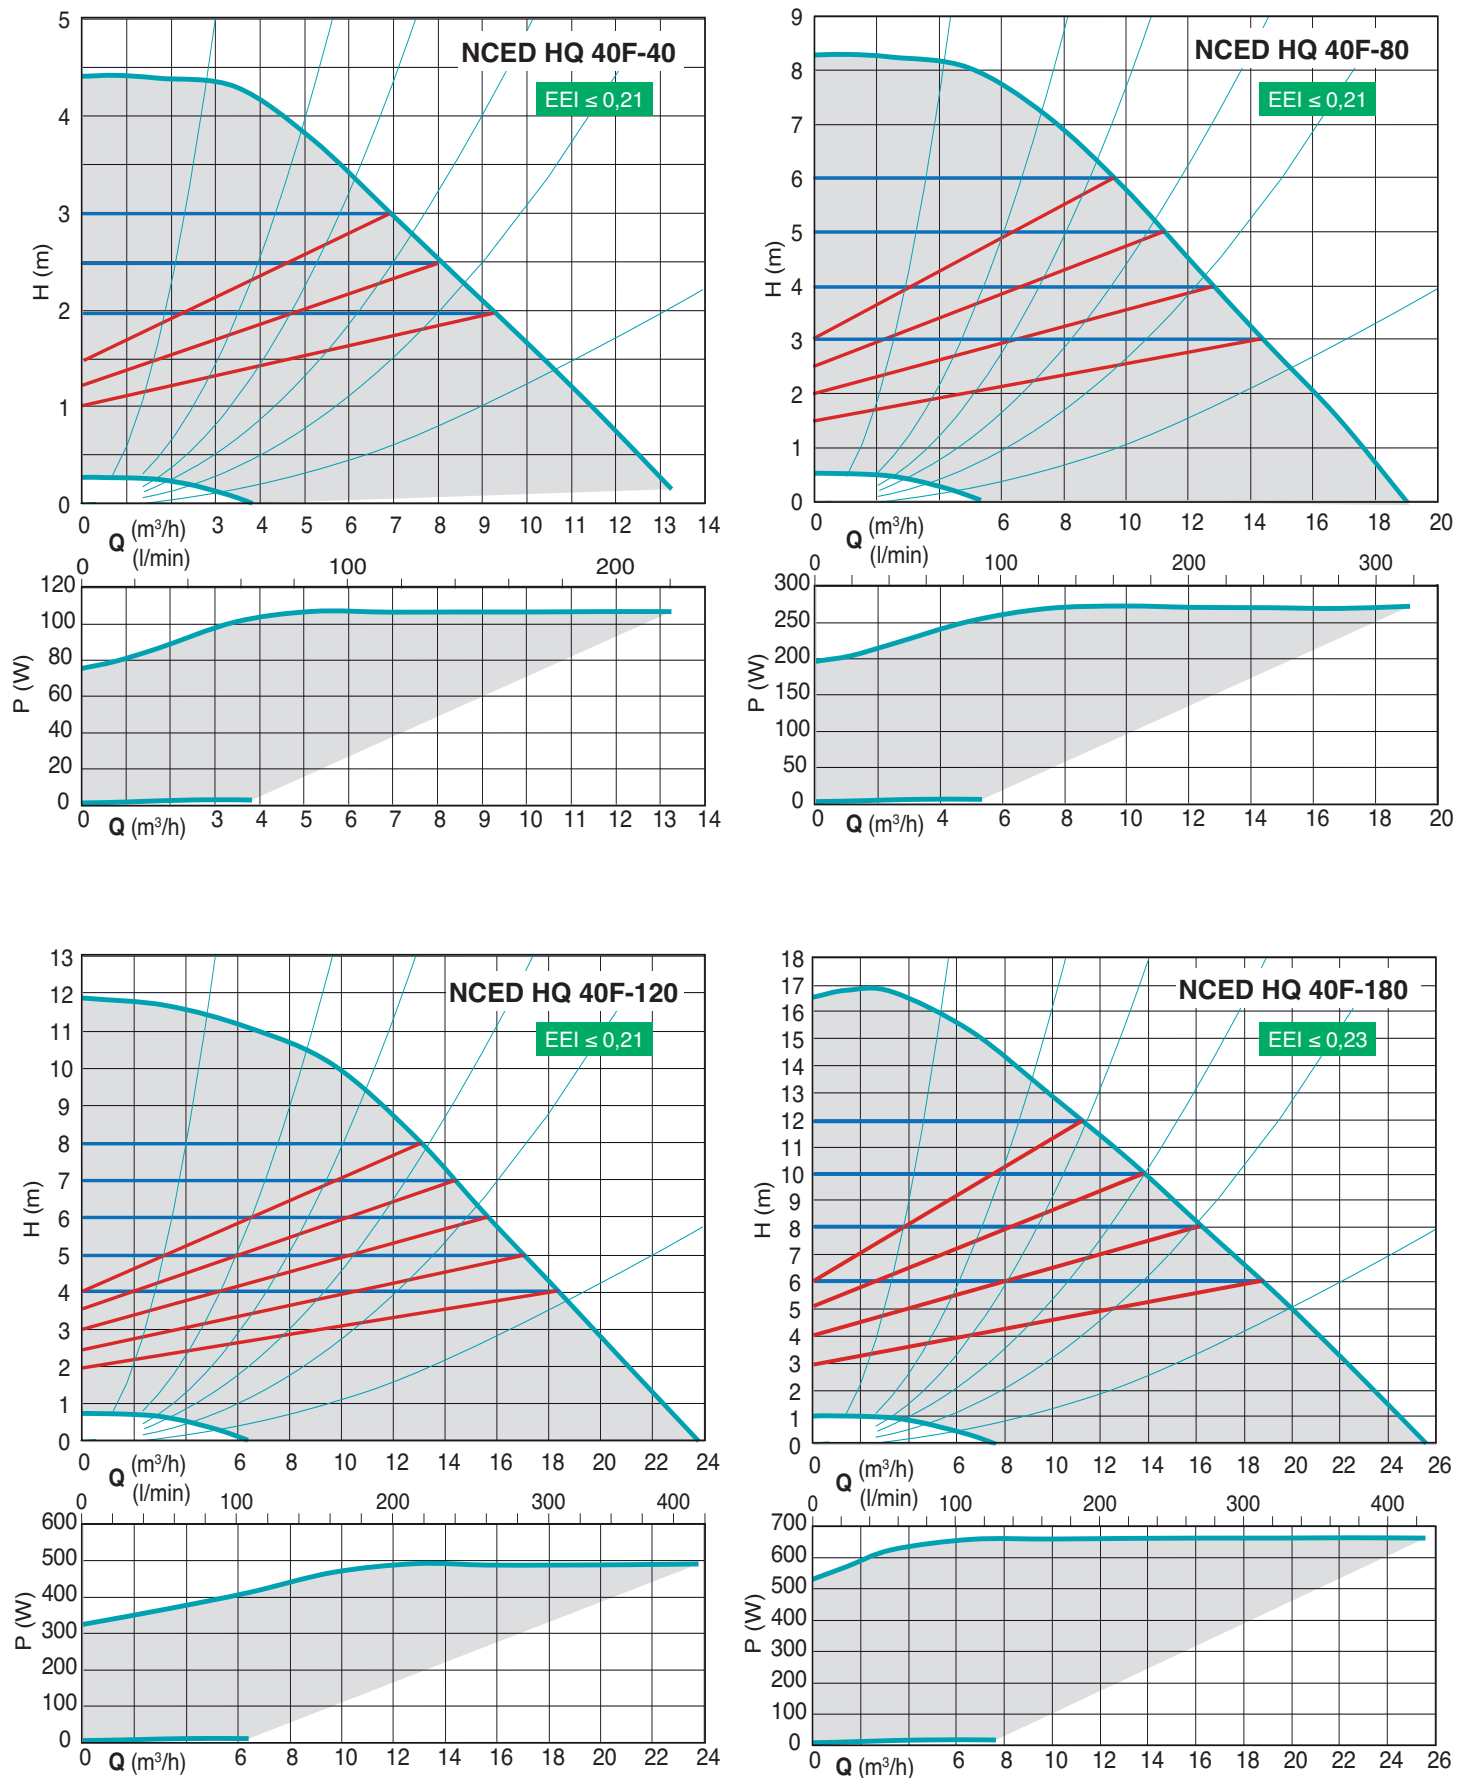 NCED HQ 40F-40
EEI ≤ 0,21
H (m)
5
4
3
2
1
0
0 3 4 5 6 7 8 9 10 11 12 13 14
Q (m³/h)
(l/min)
0 100 200
P (W)
120
100
80
60
40
20
0
0 Q (m³/h) 3 4 5 6 7 8 9 10 11 12 13 14
NCED HQ 40F-80
EEI ≤ 0,21
H (m)
9
8
7
6
5
4
3
2
1
0
0 6 8 10 12 14 16 18 20
Q (m³/h)
(l/min)
0 100 200 300
P (W)
300
250
200
150
100
50
0
0 Q (m³/h) 4 6 8 10 12 14 16 18 20
NCED HQ 40F-120
EEI ≤ 0,21
H (m)
13
12
11
10
9
8
7
6
5
4
3
2
1
0
0 6 8 10 12 14 16 18 20 22 24
Q (m³/h)
(l/min)
0 100 200 300 400
P (W)
600
500
400
300
200
100
0
0 Q (m³/h) 6 8 10 12 14 16 18 20 22 24
NCED HQ 40F-180
EEI ≤ 0,23
H (m)
18
17
16
15
14
13
12
11
10
9
8
7
6
5
4
3
2
1
0
0 6 8 10 12 14 16 18 20 22 24 26
Q (m³/h)
(l/min)
0 100 200 300 400
P (W)
700
600
500
400
300
200
100
0
0 Q (m³/h) 6 8 10 12 14 16 18 20 22 24 26